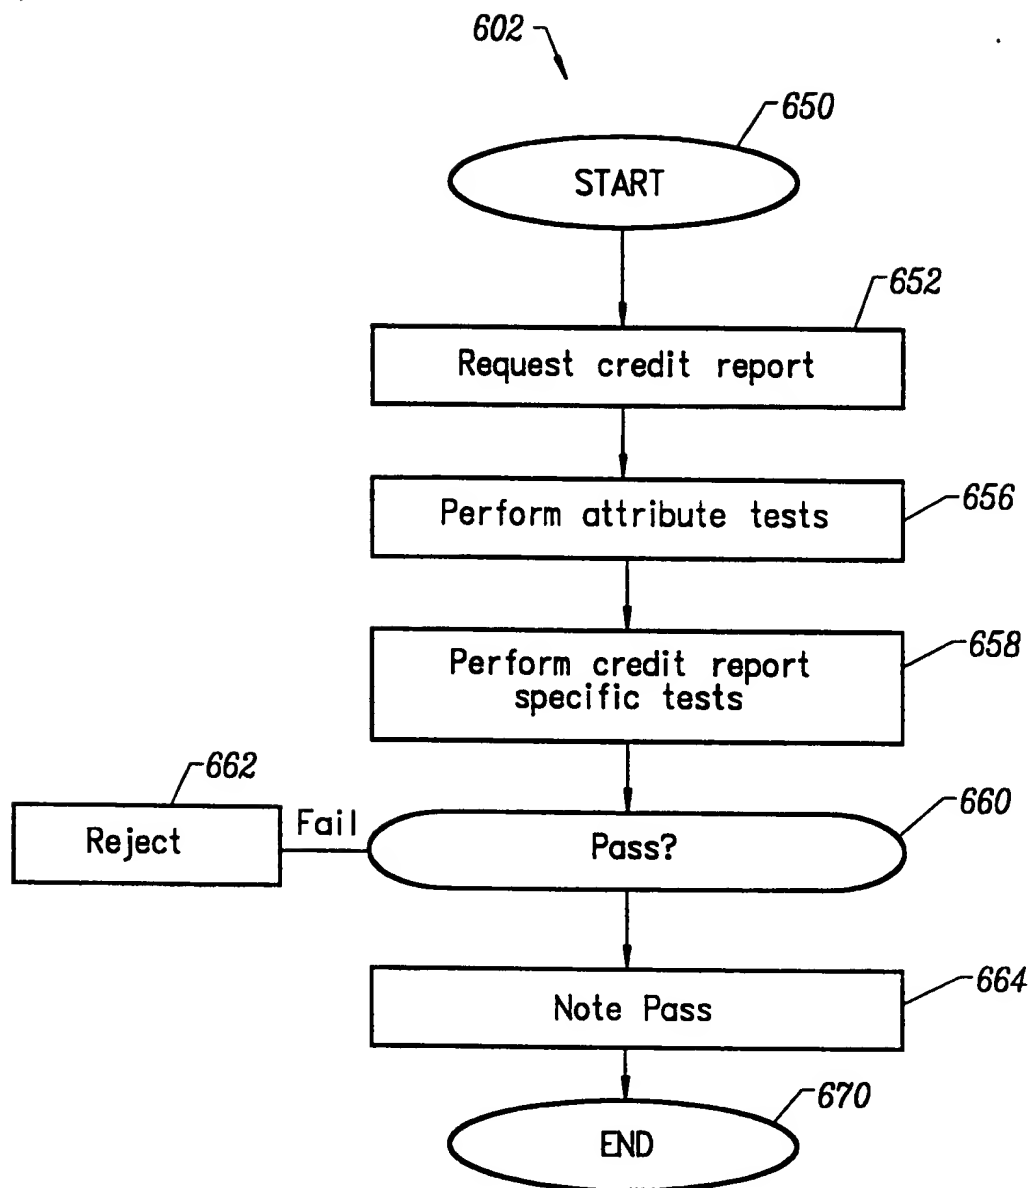 602
650
START
652
Request credit report
656
Perform attribute tests
658
Perform credit report
specific tests
662
Reject
Fail
660
Pass?
664
Note Pass
670
END